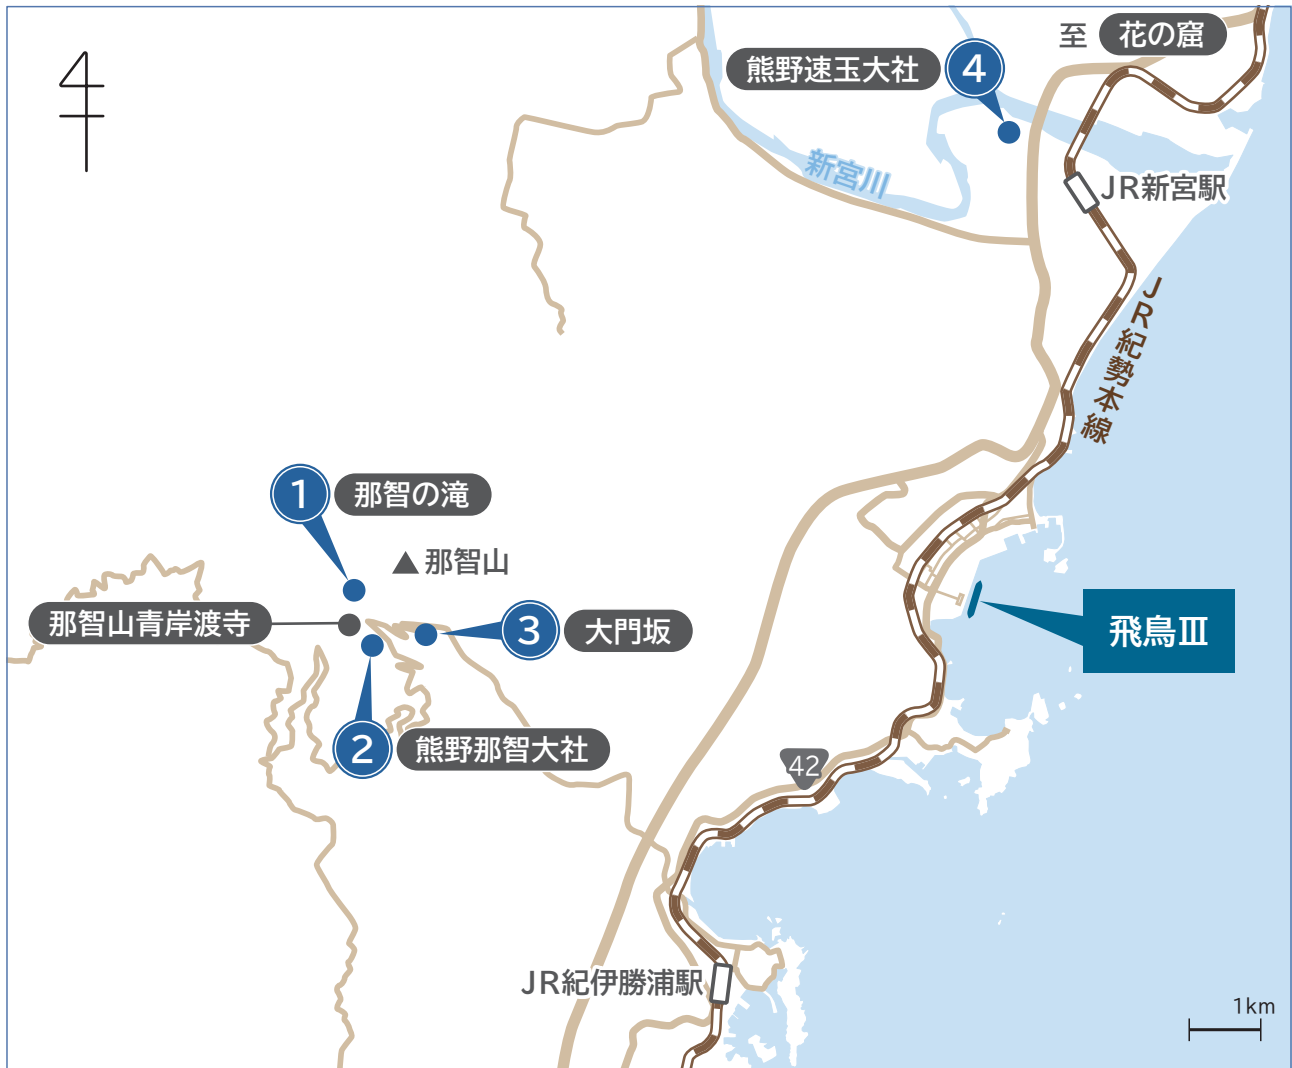 至 花の窟
熊野速玉大社 4
新宮川
JR新宮駅
JR紀勢本線
1 那智の滝
那智山
那智山青岸渡寺
3 大門坂
飛鳥Ⅲ
2 熊野那智大社
42
JR紀伊勝浦駅
1km